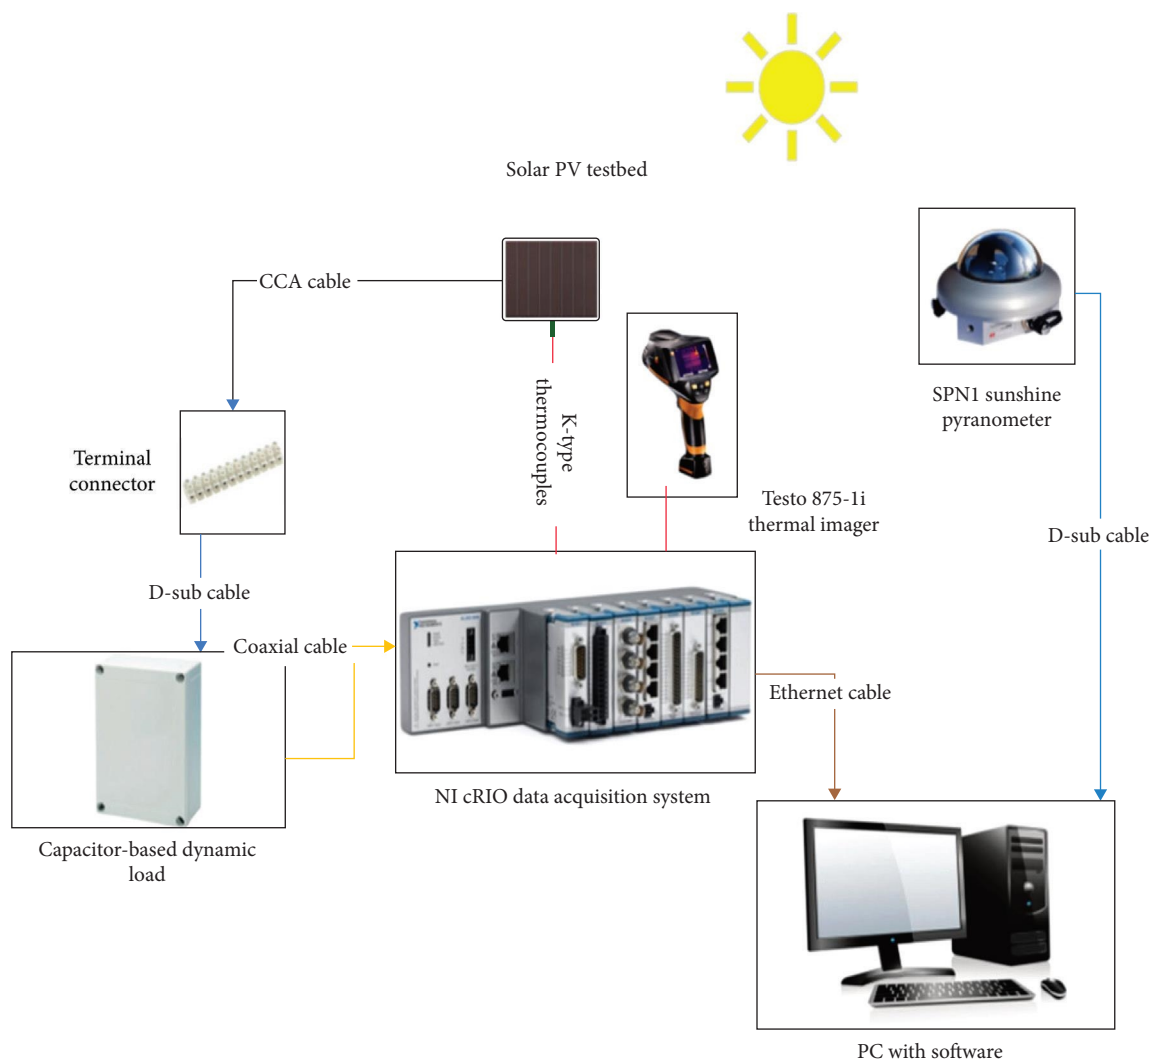 Solar PV testbed
CCA cable
K-type
thermocouples
SPN1 sunshine
pyranometer
Terminal
connector
Testo 875-1i
thermal imager
D-sub cable
D-sub cable
Coaxial cable
Ethernet cable
NI cRIO data acquisition system
Capacitor-based dynamic
load
PC with software